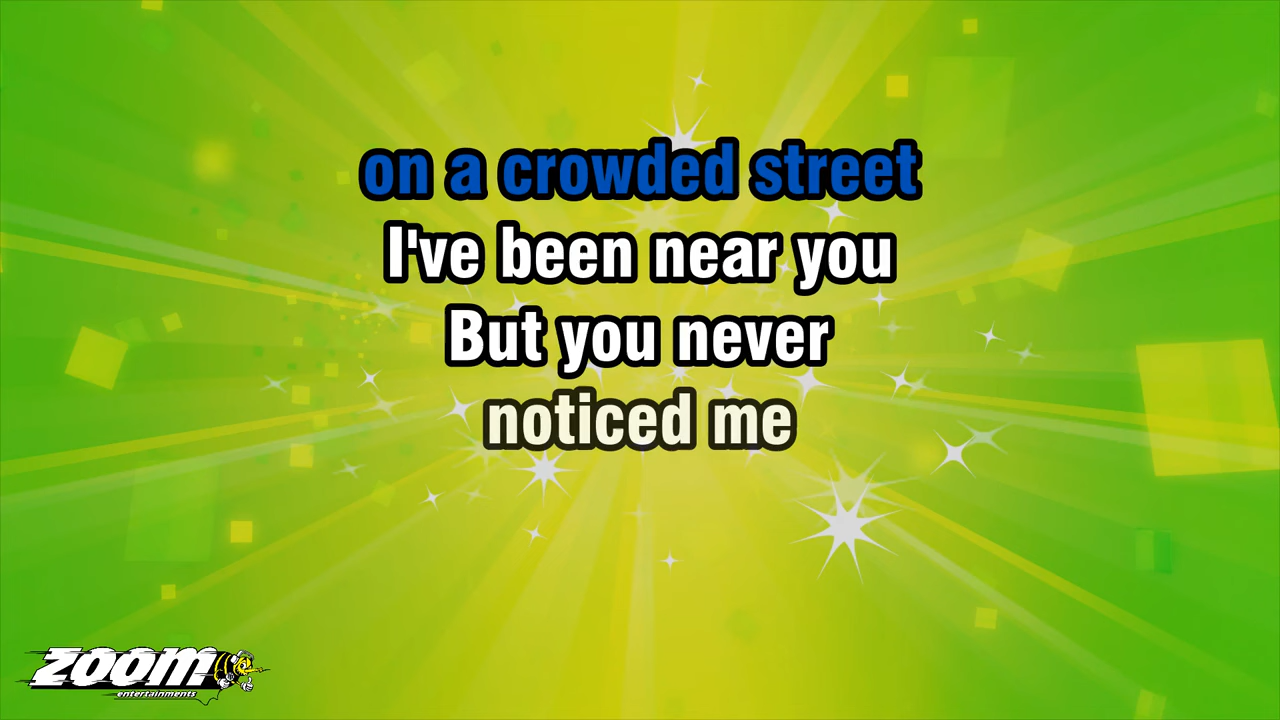 on a crowded street
I've been near you
But you never
noticed me
zoom
entertainments